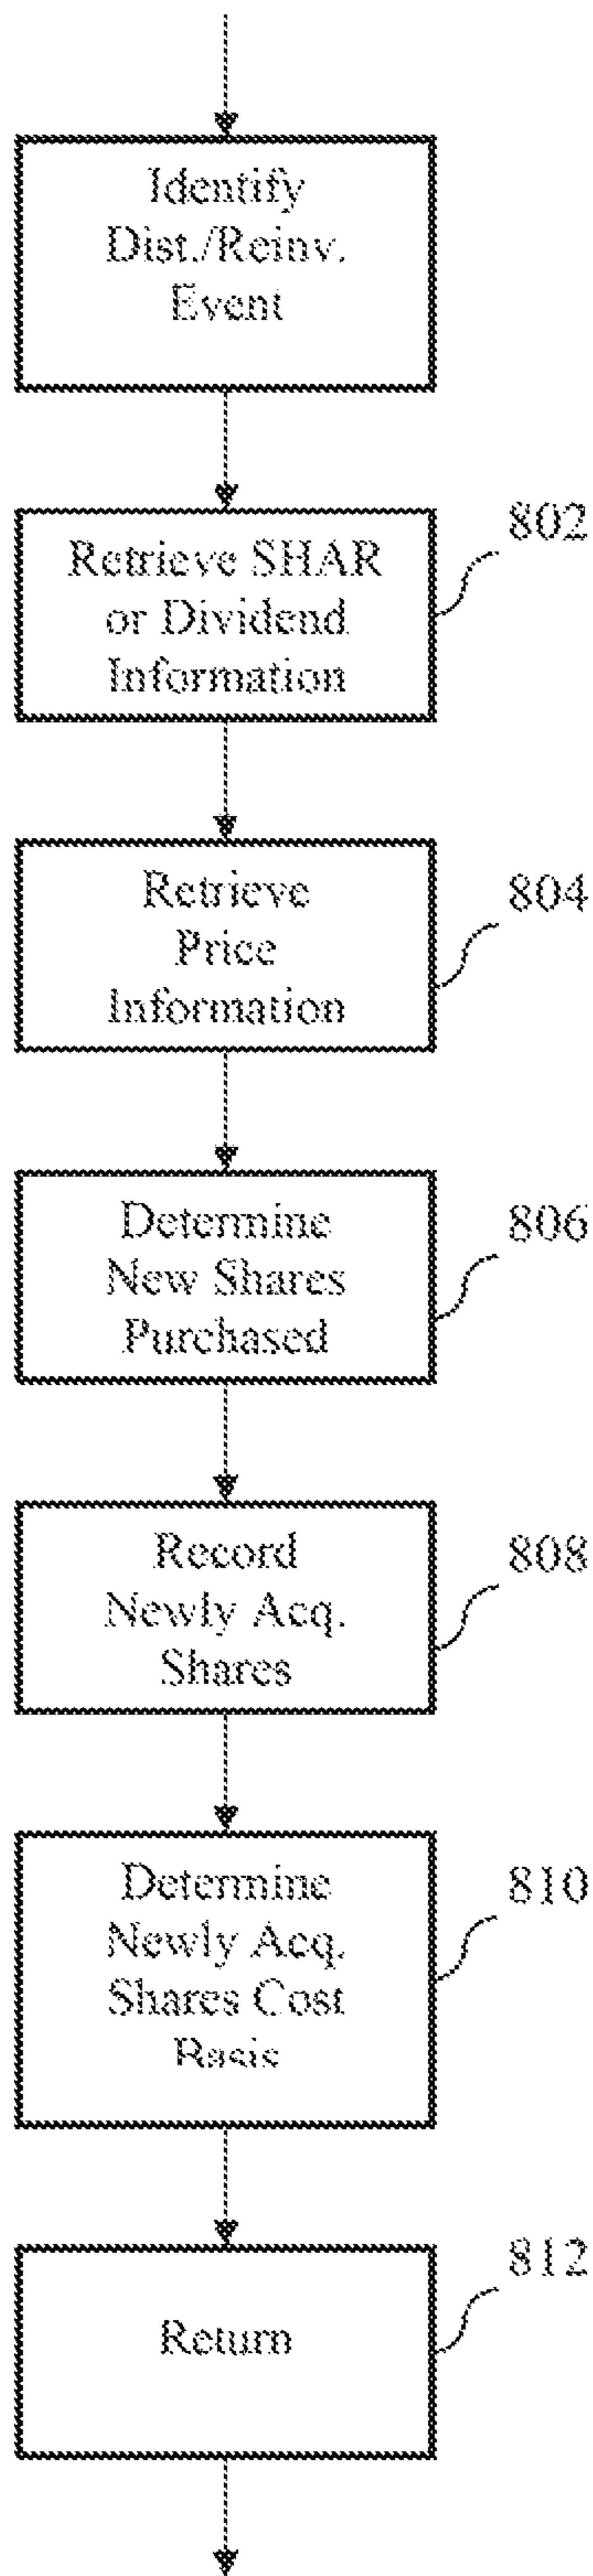 Identify
Dist./Reinv.
Event
802
Retrieve SHAR
or Dividend
Information
804
Retrieve
Price
Information
806
Determine
New Shares
Purchased
808
Record
Newly Acq.
Shares
810
Determine
Newly Acq.
Shares Cost
Basis
812
Return